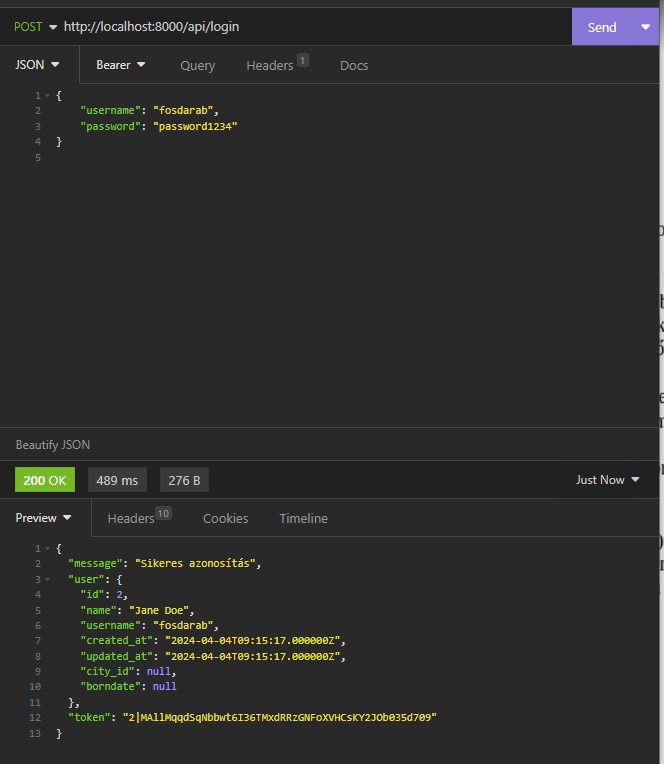 POST http://localhost:8000/api/login Send
JSON Bearer Query Headers 1 Docs
1 {
2 "username": "fosdarab",
3 "password": "password1234"
4 }
5
Beautify JSON
200 OK 489 ms 276 B Just Now
Preview Headers 10 Cookies Timeline
1 {
2 "message": "Sikeres azonosítás",
3 "user": {
4 "id": 2,
5 "name": "Jane Doe",
6 "username": "fosdarab",
7 "created_at": "2024-04-04T09:15:17.000000Z",
8 "updated_at": "2024-04-04T09:15:17.000000Z",
9 "city_id": null,
10 "borndate": null
11 },
12 "token": "2|MAllMqqdSqNbbwt6I36TMxdRRzGNFoXVHCsKY2JOb035d709"
13 }